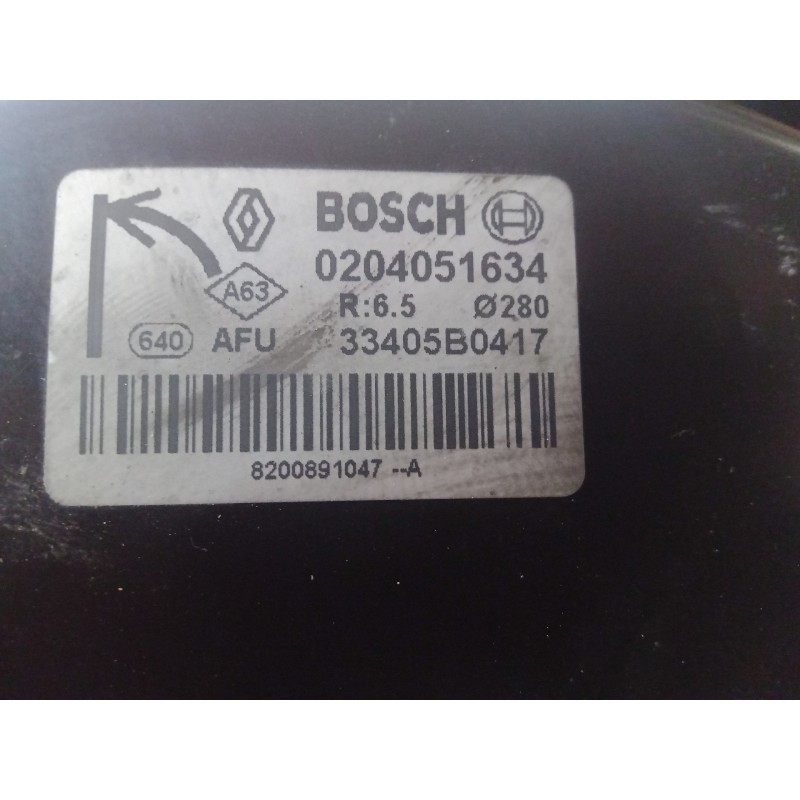 BOSCH
0204051634
A63
R:6.5 Ø280
640 AFU 33405B0417
8200891047 --A